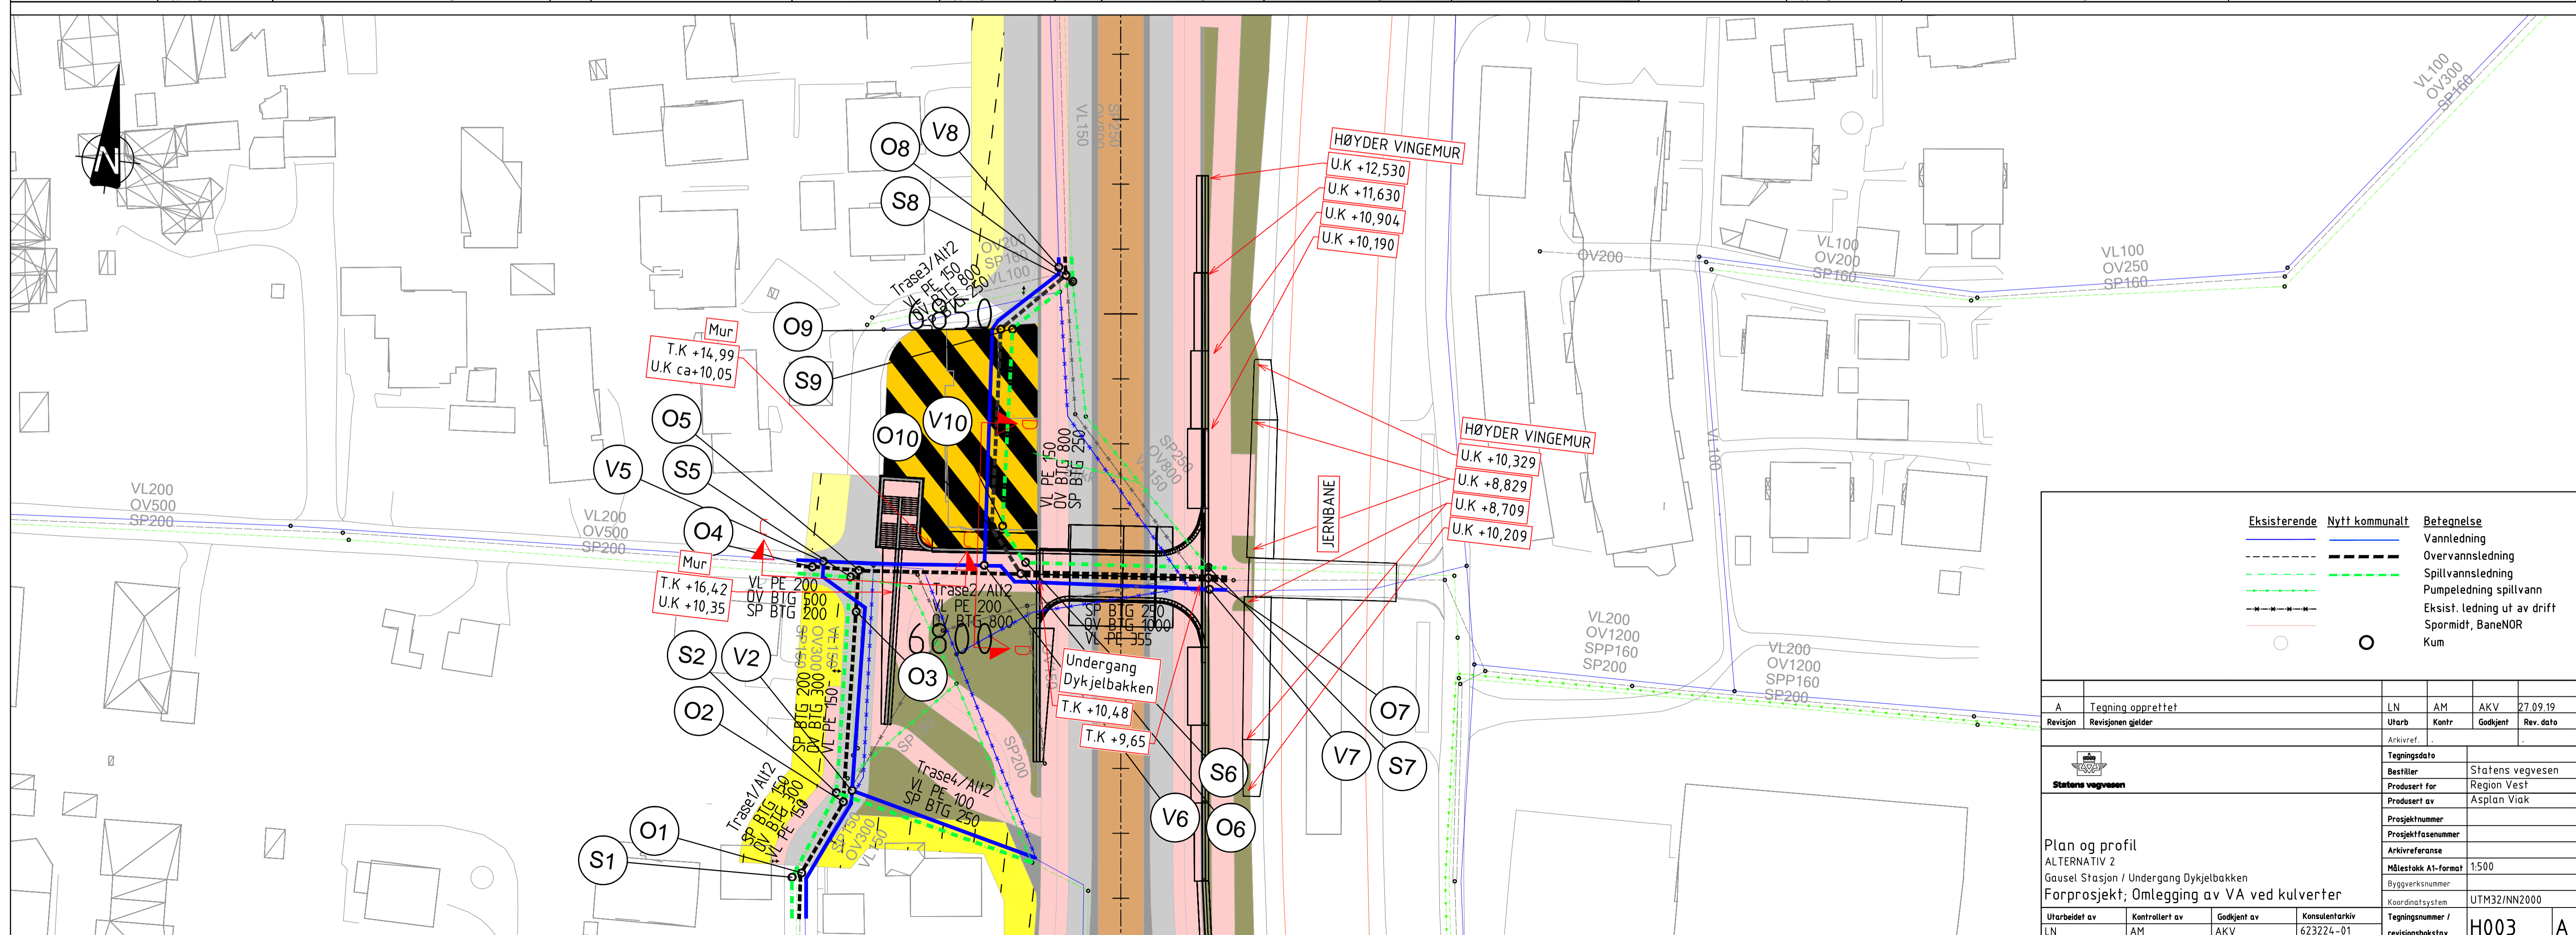 N
VL200
OV500
SP200
VL200
OV500
SP200
VL150
OV800
SP250
VL100
OV300
SP160
O8
V8
S8
OV200
SP160
VL100
Trase3/Alt2
VL PE 150
OV BTG 800
SP BTG 250
6850
O9
S9
O5
V5
S5
O4
O10
V10
Mur
T.K +14,99
U.K ca+10,05
Mur
T.K +16,42
U.K +10,35
D
VL PE 150
OV BTG 800
SP BTG 250
SP250
OV800
VL150
HØYDER VINGEMUR
U.K +12,530
U.K +11,630
U.K +10,904
U.K +10,190
HØYDER VINGEMUR
U.K +10,329
U.K +8,829
U.K +8,709
U.K +10,209
JERNBANE
OV200
VL100
OV200
SP160
VL100
OV250
SP160
VL100
VL PE 200
OV BTG 500
SP BTG 200
Trase2/Alt2
VL PE 200
OV BTG 800
6800
D
SP BTG 250
OV BTG 1000
VL PE 355
Undergang
Dykjelbakken
T.K +10,48
T.K +9,65
S2
V2
O2
O3
O1
S1
SP150
OV300
VL150
SP BTG 200
OV BTG 300
VL PE 150
Trase1/Alt2
SP BTG 150
OV BTG 300
VL PE 150
SP150
OV300
VL150
SP200
OV150
Trase4/Alt2
VL PE 100
SP BTG 250
O7
V7
S7
S6
V6
O6
VL200
OV1200
SPP160
SP200
VL200
OV1200
SPP160
SP200
Eksisterende Nytt kommunalt Betegnelse
Vannledning
Overvannsledning
Spillvannsledning
Pumpeledning spillvann
Eksist. ledning ut av drift
Spormidt, BaneNOR
Kum
A Tegning opprettet LN AM AKV 27.09.19
Revisjon Revisjonen gjelder Utarb Kontr Godkjent Rev. dato
Arkivref.
Statens vegvesen
Tegningsdato
Bestiller Statens vegvesen
Produsert for Region Vest
Produsert av Asplan Viak
Prosjektnummer
Prosjektfasenummer
Arkivreferanse
Målestokk A1-format 1:500
Byggverksnummer
Koordinatsystem UTM32/NN2000
Plan og profil
ALTERNATIV 2
Gausel Stasjon / Undergang Dykjelbakken
Forprosjekt; Omlegging av VA ved kulverter
Utarbeidet av Kontrollert av Godkjent av Konsulentarkiv
LN AM AKV 623224-01
Tegningsnummer /
revisjonsbokstav H003 A